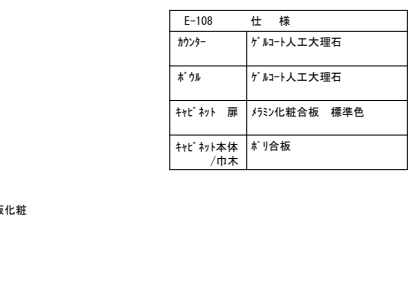 E-108 仕 様
ｶｳﾝﾀｰ ｹﾞﾙｺｰﾄ人工大理石
ﾎﾞｳﾙ ｹﾞﾙｺｰﾄ人工大理石
ｷｬﾋﾞﾈｯﾄ 扉 ﾒﾗﾐﾝ化粧合板 標準色
ｷｬﾋﾞﾈｯﾄ本体 ﾎﾟﾘ合板
/巾木
化粧